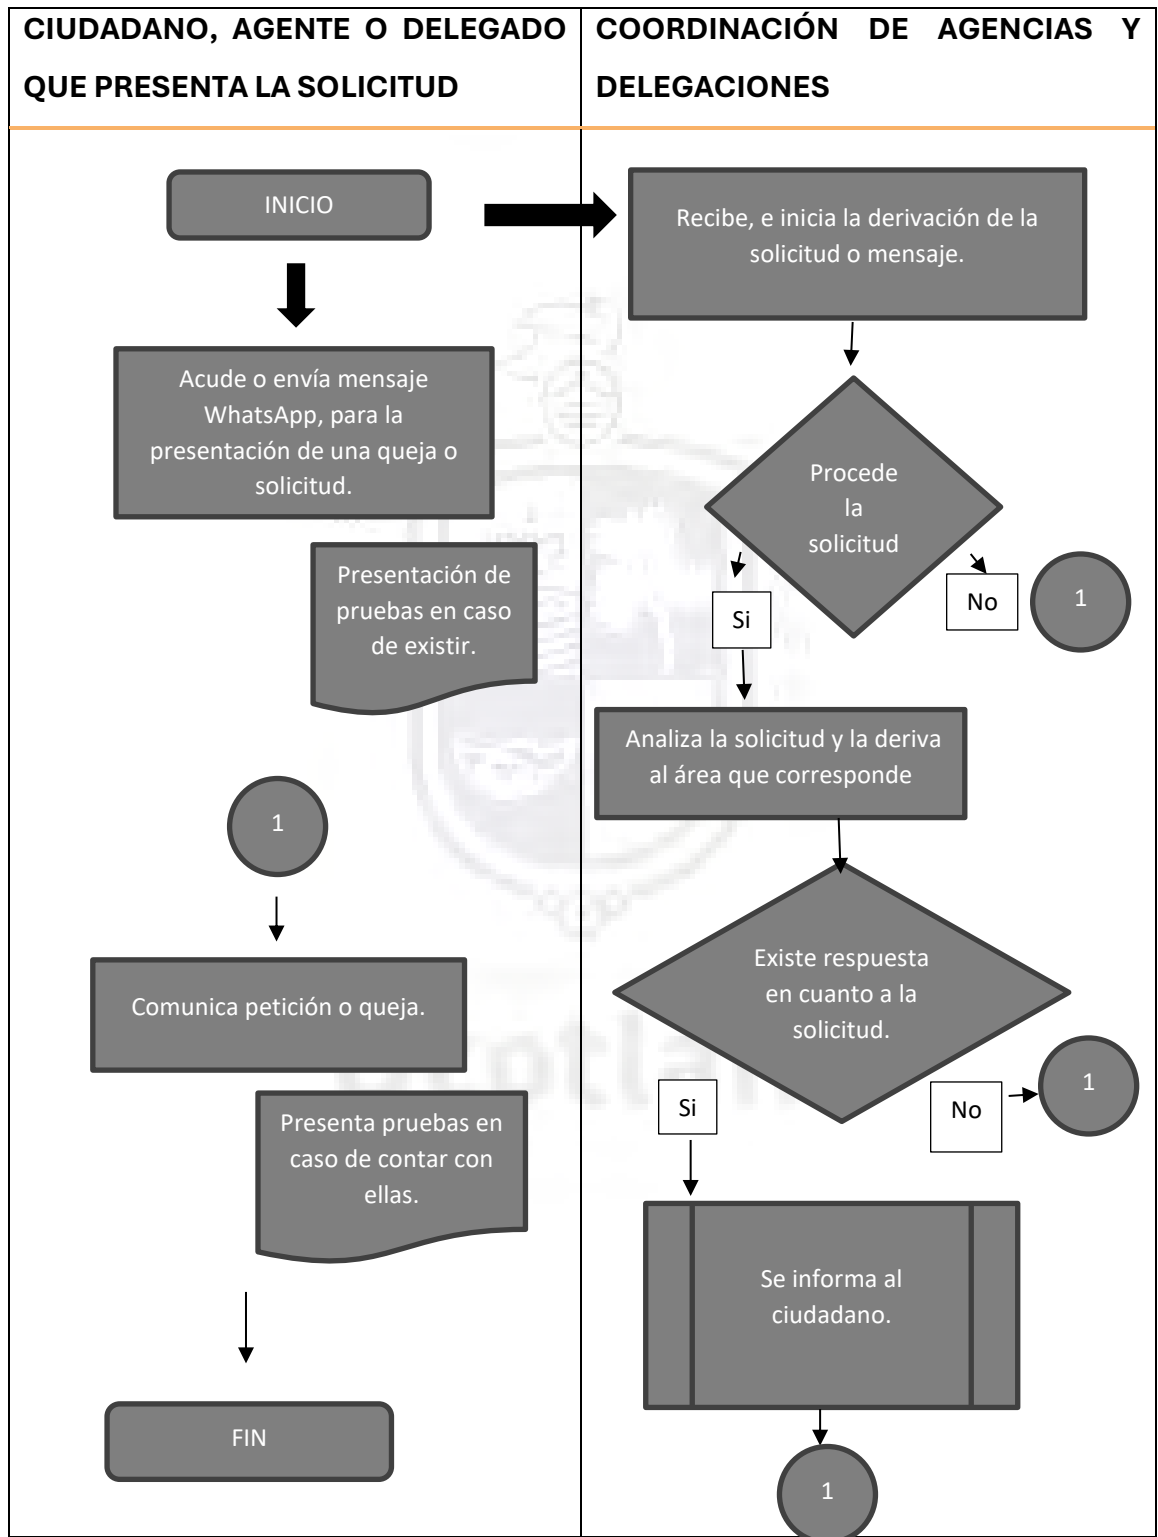 CIUDADANO, AGENTE O DELEGADO
QUE PRESENTA LA SOLICITUD
COORDINACIÓN DE AGENCIAS Y
DELEGACIONES
INICIO
Acude o envía mensaje
WhatsApp, para la
presentación de una queja o
solicitud.
Presentación de
pruebas en caso
de existir.
1
Comunica petición o queja.
Presenta pruebas en
caso de contar con
ellas.
FIN
Recibe, e inicia la derivación de la
solicitud o mensaje.
Procede
la
solicitud
Si
No
1
Analiza la solicitud y la deriva
al área que corresponde
Existe respuesta
en cuanto a la
solicitud.
Si
No
1
Se informa al
ciudadano.
1